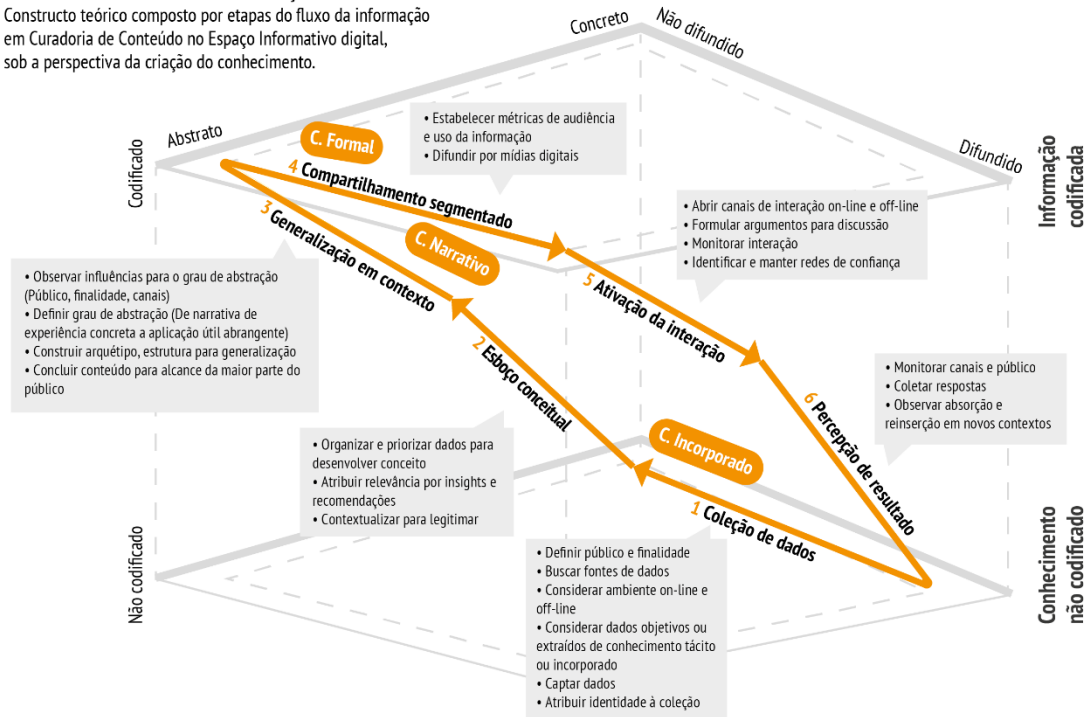 Constructo teórico composto por etapas do fluxo da informação
em Curadoria de Conteúdo no Espaço Informativo digital,
sob a perspectiva da criação do conhecimento.
Concreto
Não difundido
Abstrato
Difundido
Codificado
Informação
codificada
C. Formal
• Estabelecer métricas de audiência
e uso da informação
• Difundir por mídias digitais
4 Compartilhamento segmentado
3 Generalização em contexto
C. Narrativo
• Abrir canais de interação on-line e off-line
• Formular argumentos para discussão
• Monitorar interação
• Identificar e manter redes de confiança
5 Ativação da interação
• Observar influências para o grau de abstração
(Público, finalidade, canais)
• Definir grau de abstração (De narrativa de
experiência concreta a aplicação útil abrangente)
• Construir arquétipo, estrutura para generalização
• Concluir conteúdo para alcance da maior parte do
público
2 Esboço conceitual
• Monitorar canais e público
• Coletar respostas
• Observar absorção e
reinserção em novos contextos
6 Percepção de resultado
• Organizar e priorizar dados para
desenvolver conceito
• Atribuir relevância por insights e
recomendações
• Contextualizar para legitimar
C. Incorporado
1 Coleção de dados
• Definir público e finalidade
• Buscar fontes de dados
• Considerar ambiente on-line e
off-line
• Considerar dados objetivos ou
extraídos de conhecimento tácito
ou incorporado
• Captar dados
• Atribuir identidade à coleção
Não codificado
Conhecimento
não codificado